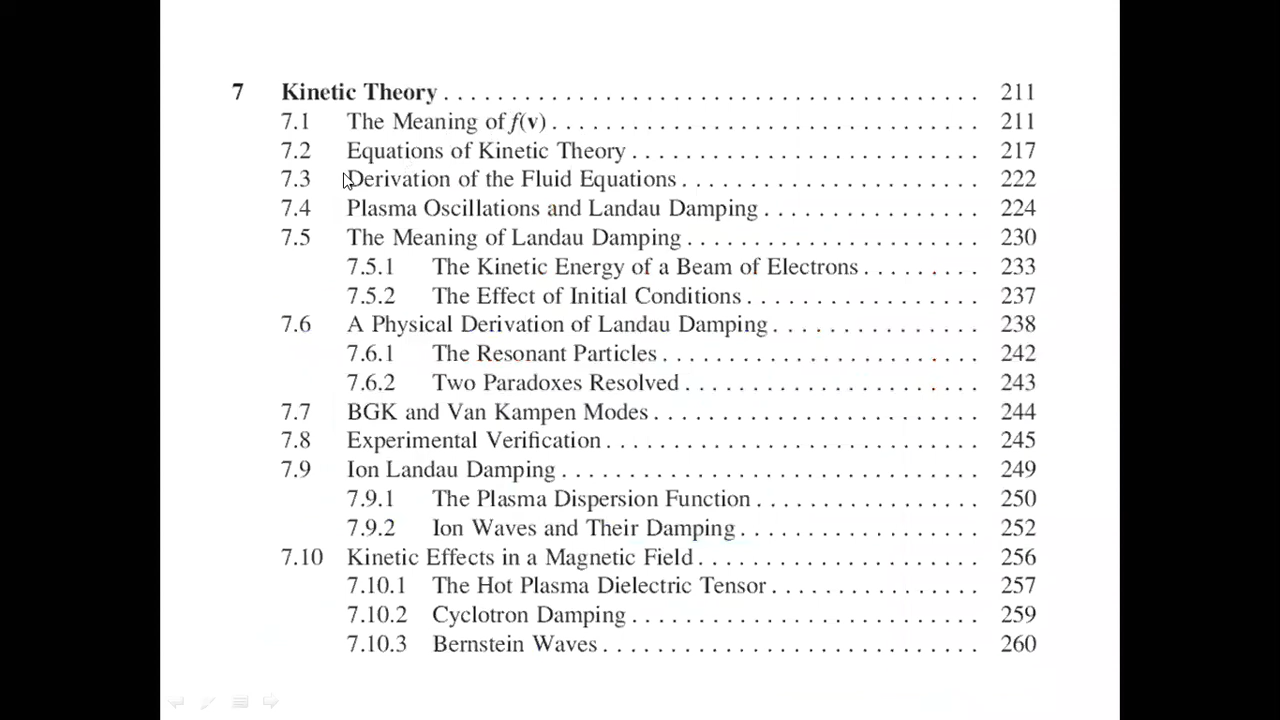 7 Kinetic Theory . . . . . . . . . . . . . . . . . . . . . . . . . . . . . . . . . . . . . . . . 211
7.1 The Meaning of f(v) . . . . . . . . . . . . . . . . . . . . . . . . . . . . . . . . 211
7.2 Equations of Kinetic Theory . . . . . . . . . . . . . . . . . . . . . . . . . . 217
7.3 Derivation of the Fluid Equations . . . . . . . . . . . . . . . . . . . . . . 222
7.4 Plasma Oscillations and Landau Damping . . . . . . . . . . . . . . . . 224
7.5 The Meaning of Landau Damping . . . . . . . . . . . . . . . . . . . . . . 230
7.5.1 The Kinetic Energy of a Beam of Electrons . . . . . . . . . 233
7.5.2 The Effect of Initial Conditions . . . . . . . . . . . . . . . . . . 237
7.6 A Physical Derivation of Landau Damping . . . . . . . . . . . . . . . . 238
7.6.1 The Resonant Particles . . . . . . . . . . . . . . . . . . . . . . . . 242
7.6.2 Two Paradoxes Resolved . . . . . . . . . . . . . . . . . . . . . . 243
7.7 BGK and Van Kampen Modes . . . . . . . . . . . . . . . . . . . . . . . . 244
7.8 Experimental Verification . . . . . . . . . . . . . . . . . . . . . . . . . . . . 245
7.9 Ion Landau Damping . . . . . . . . . . . . . . . . . . . . . . . . . . . . . . . 249
7.9.1 The Plasma Dispersion Function . . . . . . . . . . . . . . . . . 250
7.9.2 Ion Waves and Their Damping . . . . . . . . . . . . . . . . . . 252
7.10 Kinetic Effects in a Magnetic Field . . . . . . . . . . . . . . . . . . . . . 256
7.10.1 The Hot Plasma Dielectric Tensor . . . . . . . . . . . . . . . . 257
7.10.2 Cyclotron Damping . . . . . . . . . . . . . . . . . . . . . . . . . . 259
7.10.3 Bernstein Waves . . . . . . . . . . . . . . . . . . . . . . . . . . . . 260